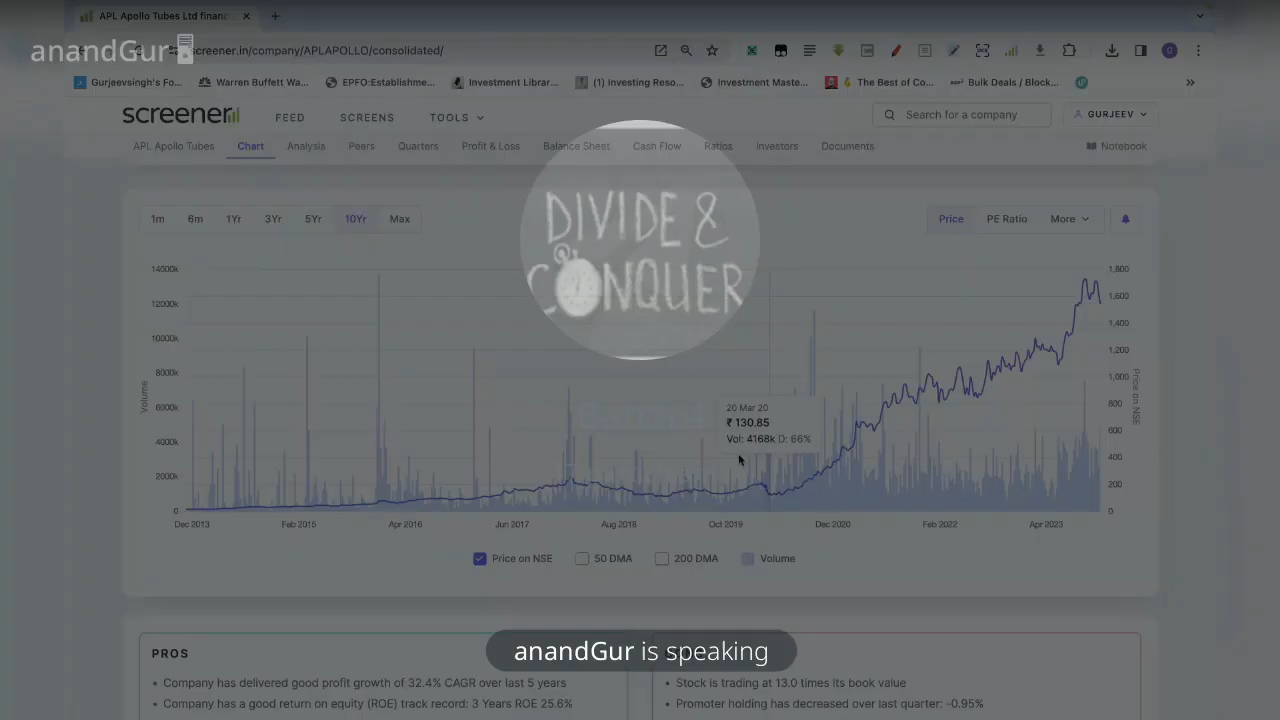 APL Apollo Tubes Ltd financ
anandGur
screener.in/company/APLAPOLLO/consolidated/
Gurjeevsingh's Fo...
Warren Buffett Wa...
EPFO:Establishme...
Investment Librar...
(1) Investing Reso...
Investment Maste...
The Best of Co...
Bulk Deals / Block...
screener
FEED
SCREENS
TOOLS
Search for a company
GURJEEV
APL Apollo Tubes
Chart
Analysis
Peers
Quarters
Profit & Loss
Balance Sheet
Cash Flow
Ratios
Investors
Documents
Notebook
DIVIDE &
CONQUER
1m
6m
1Yr
3Yr
5Yr
10Yr
Max
Price
PE Ratio
More
14000k
12000k
10000k
8000k
6000k
4000k
2000k
0
Volume
1,800
1,600
1,400
1,200
1,000
800
600
400
200
0
Price on NSE
20 Mar 20
₹ 130.85
Vol: 4168k D: 66%
Dec 2013
Feb 2015
Apr 2016
Jun 2017
Aug 2018
Oct 2019
Dec 2020
Feb 2022
Apr 2023
Price on NSE
50 DMA
200 DMA
Volume
anandGur is speaking
PROS
• Company has delivered good profit growth of 32.4% CAGR over last 5 years
• Company has a good return on equity (ROE) track record: 3 Years ROE 25.6%
• Stock is trading at 13.0 times its book value
• Promoter holding has decreased over last quarter: -0.95%